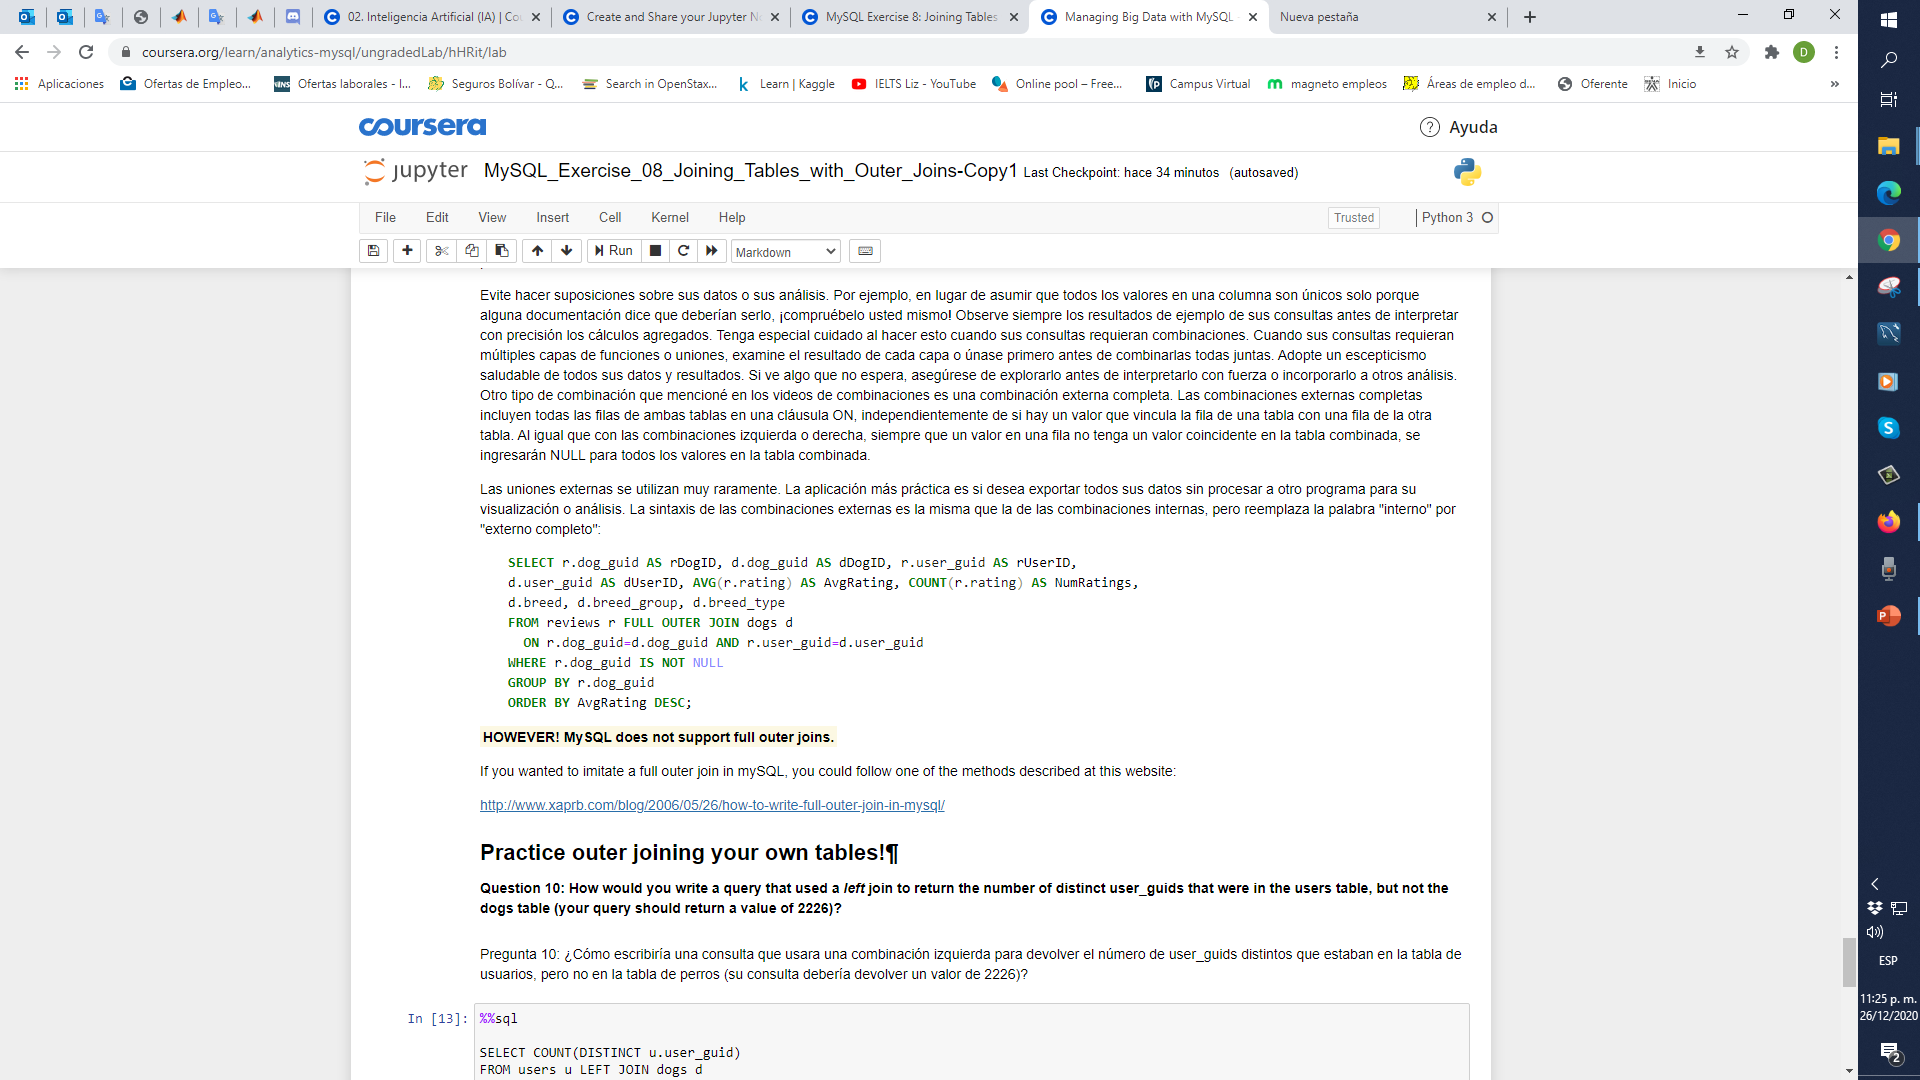 02. Inteligencia Artificial (IA) | Co
Create and Share your Jupyter N
MySQL Exercise 8: Joining Tables
Managing Big Data with MySQL -
Nueva pestaña
coursera.org/learn/analytics-mysql/ungradedLab/hHRit/lab
D
Aplicaciones
Ofertas de Empleo...
Ofertas laborales - I...
Seguros Bolívar - Q...
Search in OpenStax...
Learn | Kaggle
IELTS Liz - YouTube
Online pool – Free...
Campus Virtual
magneto empleos
Áreas de empleo d...
Oferente
Inicio
»
coursera
Ayuda
jupyter MySQL_Exercise_08_Joining_Tables_with_Outer_Joins-Copy1 Last Checkpoint: hace 34 minutos (autosaved)
File Edit View Insert Cell Kernel Help
Trusted
Python 3
Run
Markdown
Evite hacer suposiciones sobre sus datos o sus análisis. Por ejemplo, en lugar de asumir que todos los valores en una columna son únicos solo porque
alguna documentación dice que deberían serlo, ¡compruébelo usted mismo! Observe siempre los resultados de ejemplo de sus consultas antes de interpretar
con precisión los cálculos agregados. Tenga especial cuidado al hacer esto cuando sus consultas requieran combinaciones. Cuando sus consultas requieran
múltiples capas de funciones o uniones, examine el resultado de cada capa o únase primero antes de combinarlas todas juntas. Adopte un escepticismo
saludable de todos sus datos y resultados. Si ve algo que no espera, asegúrese de explorarlo antes de interpretarlo con fuerza o incorporarlo a otros análisis.
Otro tipo de combinación que mencioné en los videos de combinaciones es una combinación externa completa. Las combinaciones externas completas
incluyen todas las filas de ambas tablas en una cláusula ON, independientemente de si hay un valor que vincula la fila de una tabla con una fila de la otra
tabla. Al igual que con las combinaciones izquierda o derecha, siempre que un valor en una fila no tenga un valor coincidente en la tabla combinada, se
ingresarán NULL para todos los valores en la tabla combinada.
Las uniones externas se utilizan muy raramente. La aplicación más práctica es si desea exportar todos sus datos sin procesar a otro programa para su
visualización o análisis. La sintaxis de las combinaciones externas es la misma que la de las combinaciones internas, pero reemplaza la palabra "interno" por
"externo completo":
SELECT r.dog_guid AS rDogID, d.dog_guid AS dDogID, r.user_guid AS rUserID,
d.user_guid AS dUserID, AVG(r.rating) AS AvgRating, COUNT(r.rating) AS NumRatings,
d.breed, d.breed_group, d.breed_type
FROM reviews r FULL OUTER JOIN dogs d
ON r.dog_guid=d.dog_guid AND r.user_guid=d.user_guid
WHERE r.dog_guid IS NOT NULL
GROUP BY r.dog_guid
ORDER BY AvgRating DESC;
HOWEVER! MySQL does not support full outer joins.
If you wanted to imitate a full outer join in mySQL, you could follow one of the methods described at this website:
http://www.xaprb.com/blog/2006/05/26/how-to-write-full-outer-join-in-mysql/
Practice outer joining your own tables!¶
Question 10: How would you write a query that used a left join to return the number of distinct user_guids that were in the users table, but not the
dogs table (your query should return a value of 2226)?
Pregunta 10: ¿Cómo escribiría una consulta que usara una combinación izquierda para devolver el número de user_guids distintos que estaban en la tabla de
usuarios, pero no en la tabla de perros (su consulta debería devolver un valor de 2226)?
In [13]: %%sql
SELECT COUNT(DISTINCT u.user_guid)
FROM users u LEFT JOIN dogs d
ESP
11:25 p. m.
26/12/2020
2